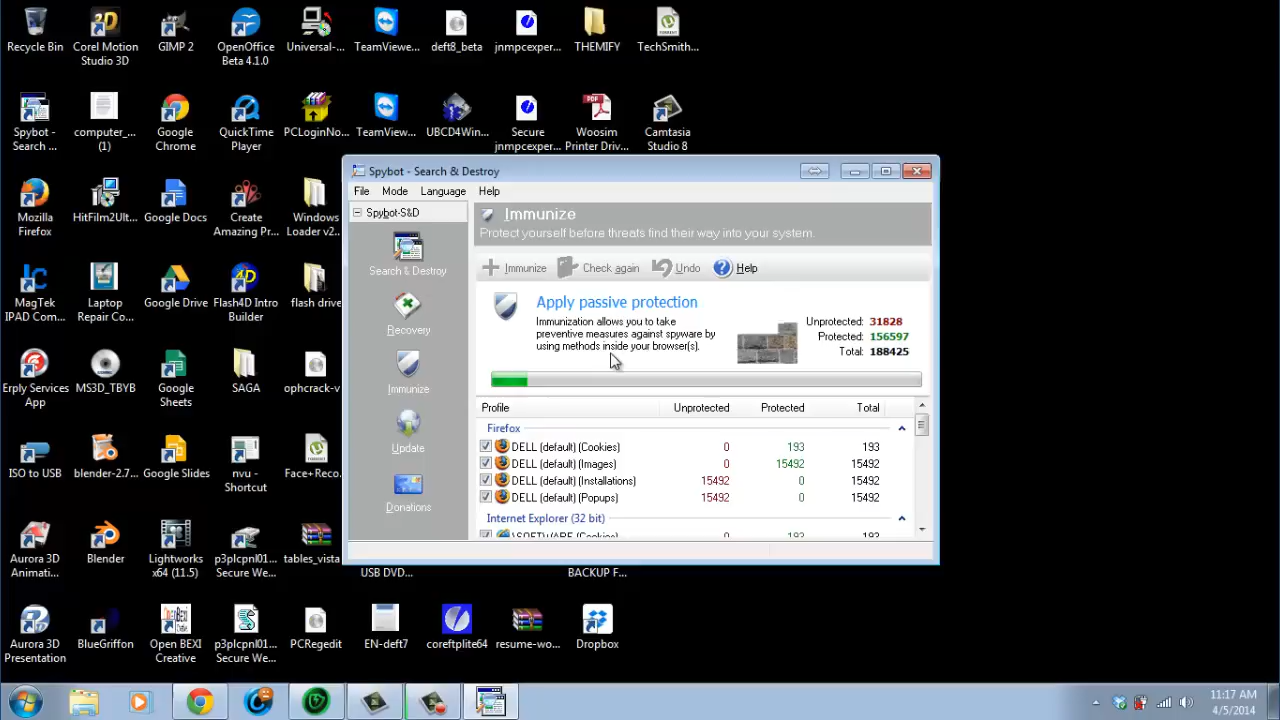 Recycle Bin
Corel Motion
Studio 3D
GIMP 2
OpenOffice
Beta 4.1.0
Universal-...
TeamViewe...
deft8_beta
jnmpcexper...
THEMIFY
TechSmith...
Spybot -
Search ...
computer_...
(1)
Google
Chrome
QuickTime
Player
PCLoginNo...
TeamView...
UBCD4Win...
Secure
jnmpcexper...
Woosim
Printer Driv...
Camtasia
Studio 8
Mozilla
Firefox
HitFilm2Ult...
Google Docs
Create
Amazing Pr...
Windows
Loader v2...
MagTek
IPAD Com...
Laptop
Repair Co...
Google Drive
Flash4D Intro
Builder
flash drive
Erply Services
App
MS3D_TBYB
Google
Sheets
SAGA
ophcrack-v
ISO to USB
blender-2.7...
Google Slides
nvu -
Shortcut
Face+Reco.
Aurora 3D
Animati...
Blender
Lightworks
x64 (11.5)
p3plcpnl01...
Secure We...
tables_vista
USB DVD...
BACKUP F...
Aurora 3D
Presentation
BlueGriffon
Open BEXI
Creative
p3plcpnl01...
Secure We...
PCRegedit
EN-deft7
coreftplite64
resume-wo...
Dropbox
Spybot - Search & Destroy
File Mode Language Help
Spybot-S&D
Search & Destroy
Recovery
Immunize
Update
Donations
Immunize
Protect yourself before threats find their way into your system.
Immunize Check again Undo Help
Apply passive protection
Immunization allows you to take
preventive measures against spyware by
using methods inside your browser(s).
Unprotected: 31828
Protected: 156597
Total: 188425
Profile Unprotected Protected Total
Firefox
DELL (default) (Cookies) 0 193 193
DELL (default) (Images) 0 15492 15492
DELL (default) (Installations) 15492 0 15492
DELL (default) (Popups) 15492 0 15492
Internet Explorer (32 bit)
\SOFTWARE (Cookies) 0 193 193
11:17 AM
4/5/2014